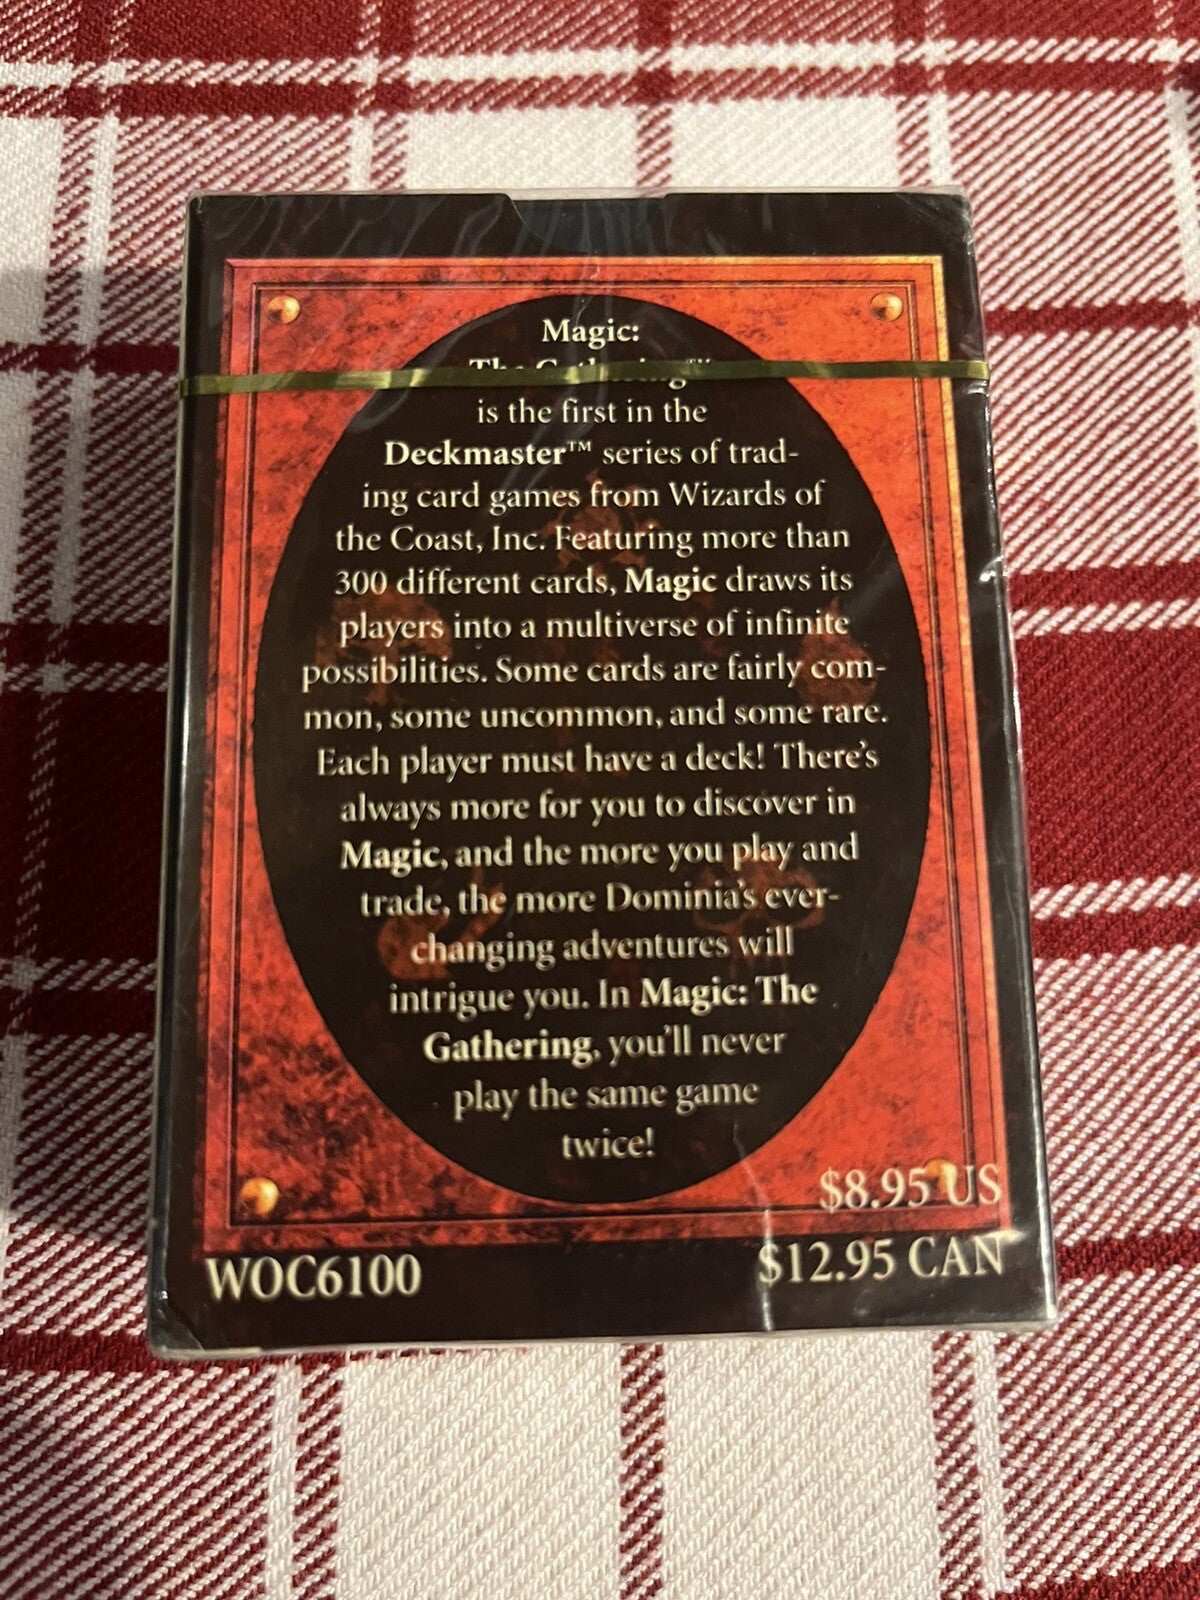 Magic:
The Gathering™
is the first in the
Deckmaster™ series of trad-
ing card games from Wizards of
the Coast, Inc. Featuring more than
300 different cards, Magic draws its
players into a multiverse of infinite
possibilities. Some cards are fairly com-
mon, some uncommon, and some rare.
Each player must have a deck! There's
always more for you to discover in
Magic, and the more you play and
trade, the more Dominia's ever-
changing adventures will
intrigue you. In Magic: The
Gathering, you'll never
play the same game
twice!
$8.95 US
WOC6100
$12.95 CAN